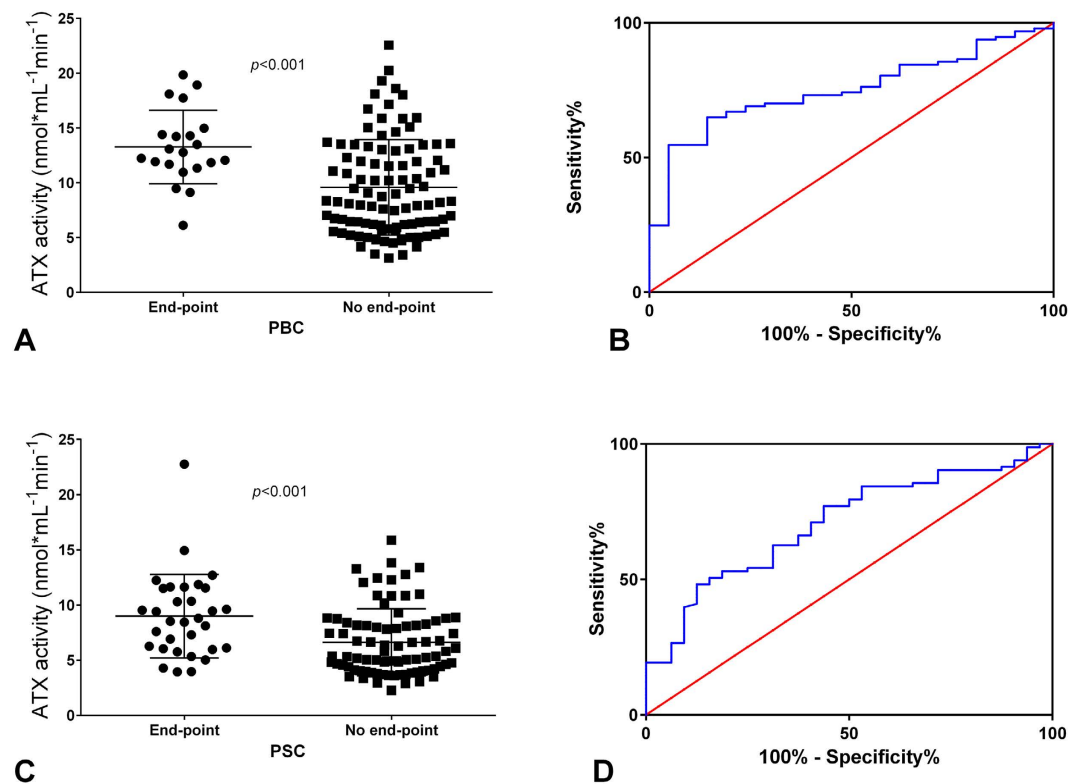 25
20
15
10
5
0
ATX activity (nmol*mL⁻¹min⁻¹)
p<0.001
End-point
No end-point
PBC
A
100
50
0
Sensitivity%
0
50
100
100% - Specificity%
B
25
20
15
10
5
0
ATX activity (nmol*mL⁻¹min⁻¹)
p<0.001
End-point
No end-point
PSC
C
100
50
0
Sensitivity%
0
50
100
100% - Specificity%
D